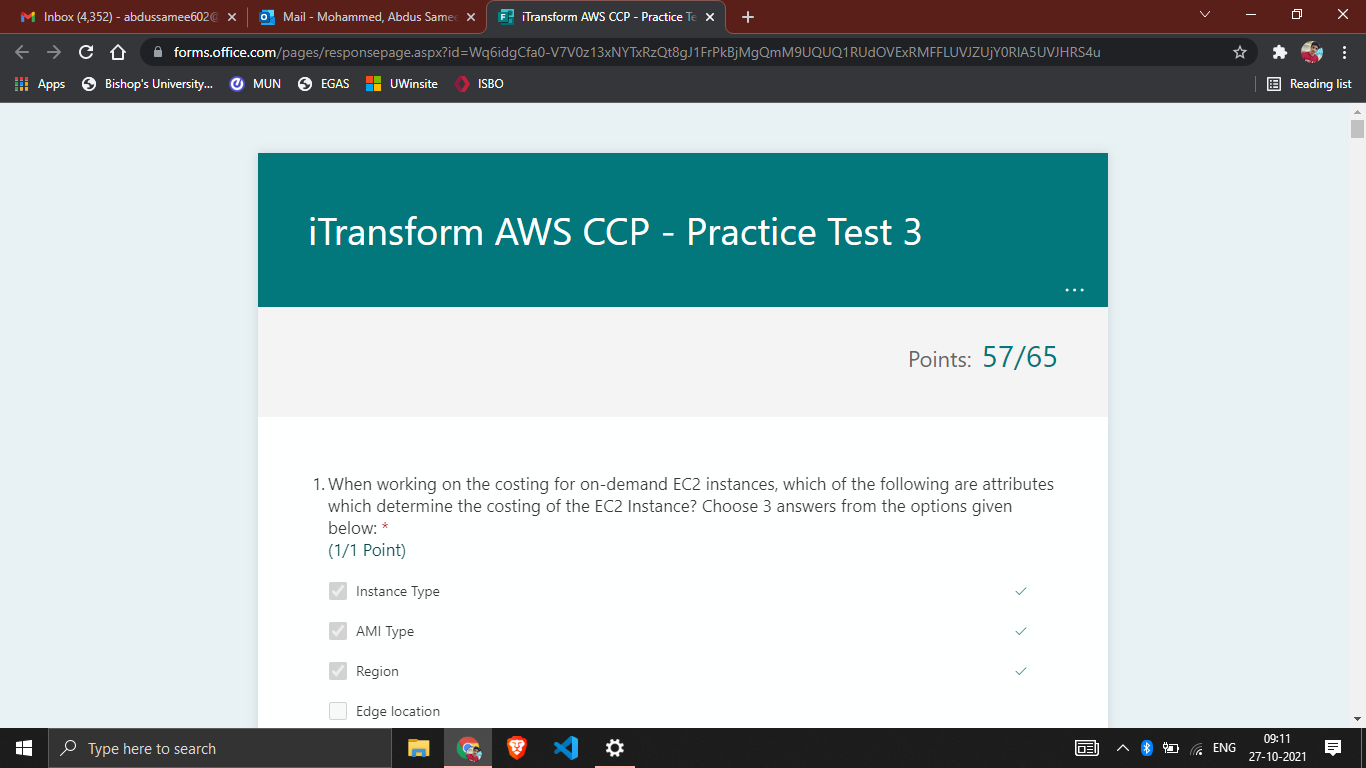 Inbox (4,352) - abdussamee602@
Mail - Mohammed, Abdus Samee
iTransform AWS CCP - Practice Te
forms.office.com/pages/responsepage.aspx?id=Wq6idgCfa0-V7V0z13xNYTxRzQt8gJ1FrPkBjMgQmM9UQUQ1RUdOVExRMFFLUVJZUjY0RlA5UVJHRS4u
Apps
Bishop's University...
MUN
EGAS
UWinsite
ISBO
Reading list
iTransform AWS CCP - Practice Test 3
...
Points: 57/65
1. When working on the costing for on-demand EC2 instances, which of the following are attributes
which determine the costing of the EC2 Instance? Choose 3 answers from the options given
below: *
(1/1 Point)
Instance Type
AMI Type
Region
Edge location
Type here to search
ENG
09:11
27-10-2021